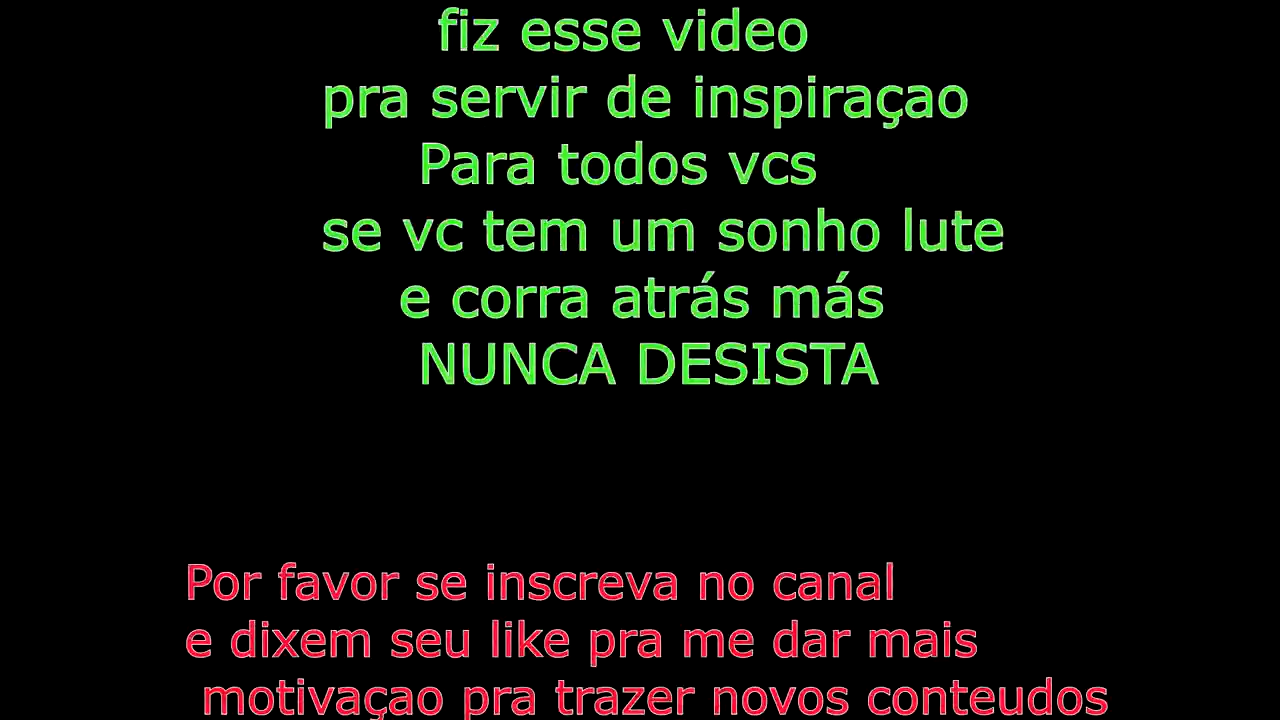 fiz esse video
pra servir de inspiraçao
Para todos vcs
se vc tem um sonho lute
e corra atrás más
NUNCA DESISTA
Por favor se inscreva no canal
e dixem seu like pra me dar mais
motivaçao pra trazer novos conteudos